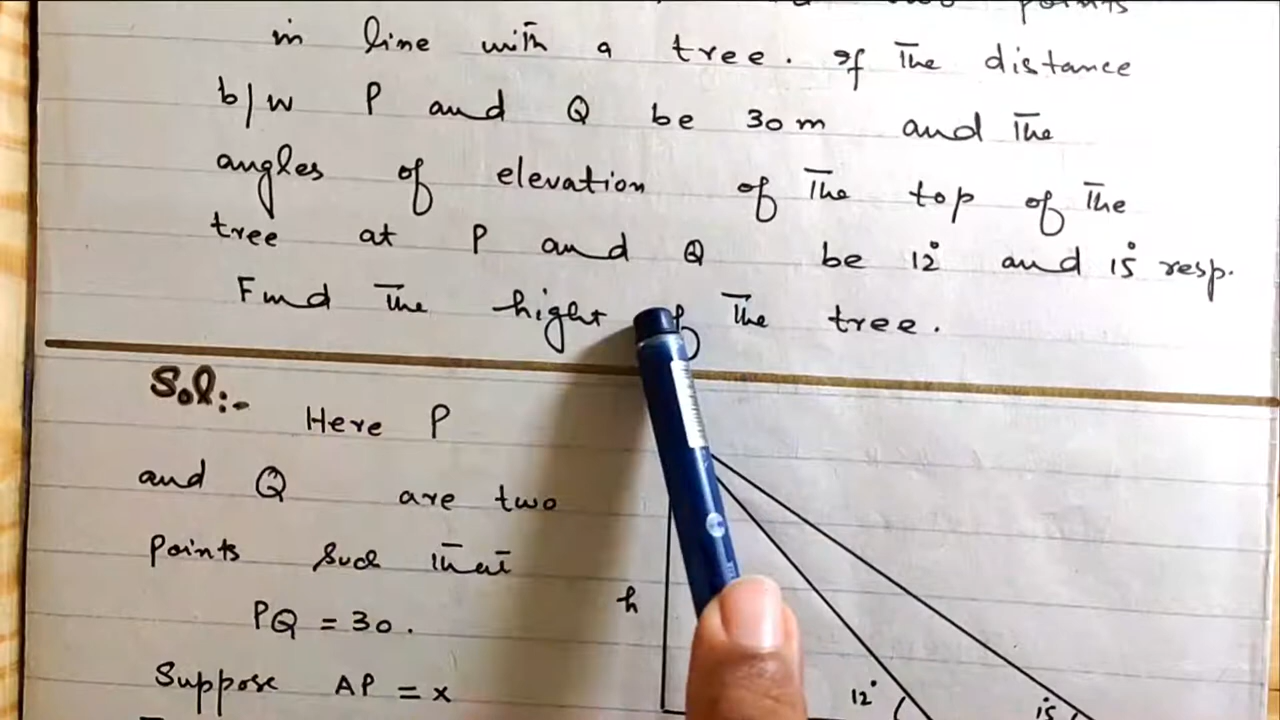 points
in line with a tree. If The distance
b/w P and Q be 30m and The
angles of elevation of The top of The
tree at P and Q be 12° and 15° resp.
Find The hight of The tree.
Sol:-
Here P
and Q are two
Points Such that
PQ = 30.
Suppose AP = x
h
12°
15